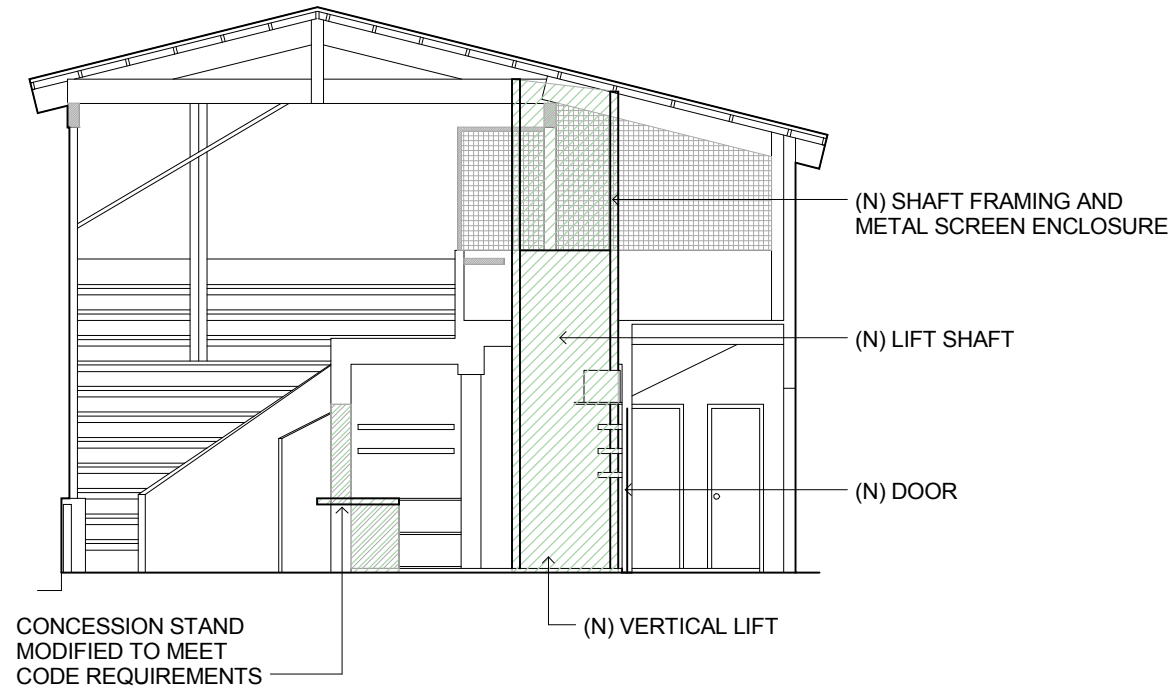 (N) SHAFT FRAMING AND
METAL SCREEN ENCLOSURE
(N) LIFT SHAFT
(N) DOOR
(N) VERTICAL LIFT
CONCESSION STAND
MODIFIED TO MEET
CODE REQUIREMENTS